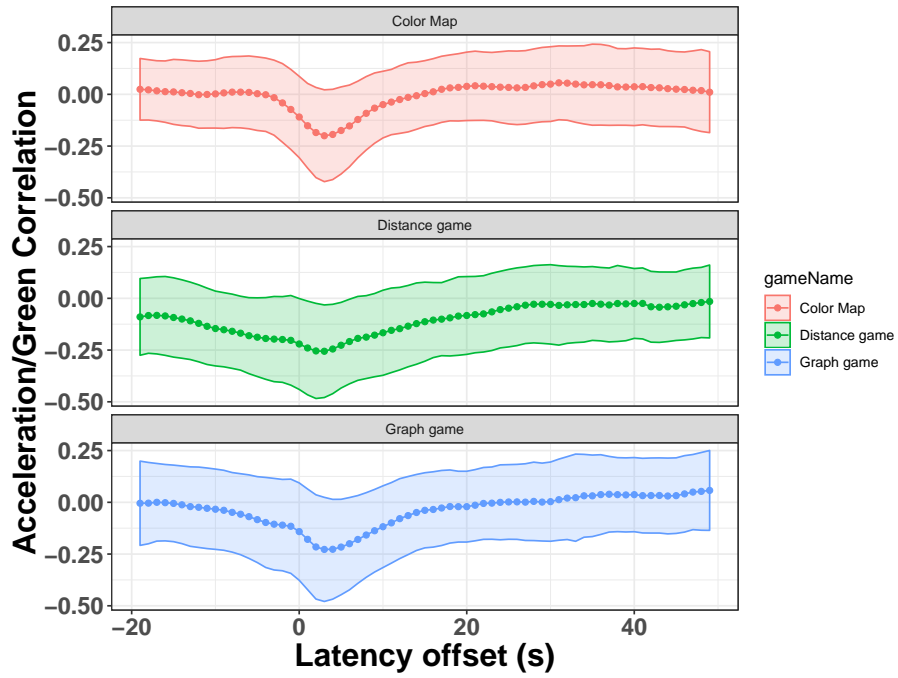 Color Map
0.25
0.00
−0.25
−0.50
Distance game
0.25
0.00
−0.25
−0.50
Graph game
0.25
0.00
−0.25
−0.50
−20
0
20
40
Latency offset (s)
Acceleration/Green Correlation
gameName
Color Map
Distance game
Graph game